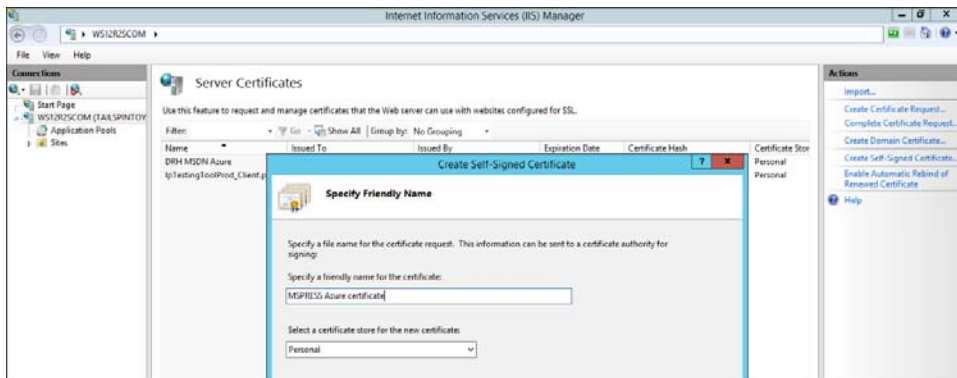 Internet Information Services (IIS) Manager
WS12R2SCOM
File View Help
Connections
Start Page
WS12R2SCOM (TAILSPINTOY
Application Pools
Sites
Server Certificates
Use this feature to request and manage certificates that the Web server can use with websites configured for SSL.
Filter: Go Show All Group by: No Grouping
Name Issued To Issued By Expiration Date Certificate Hash Certificate Stor
DRH MSDN Azure Personal
IpTestingToolProd_Client.p Personal
Create Self-Signed Certificate
Specify Friendly Name
Specify a file name for the certificate request. This information can be sent to a certificate authority for
signing:
Specify a friendly name for the certificate:
MSPRESS Azure certificate
Select a certificate store for the new certificate:
Personal
Actions
Import...
Create Certificate Request...
Complete Certificate Request...
Create Domain Certificate...
Create Self-Signed Certificate...
Enable Automatic Rebind of
Renewed Certificate
Help